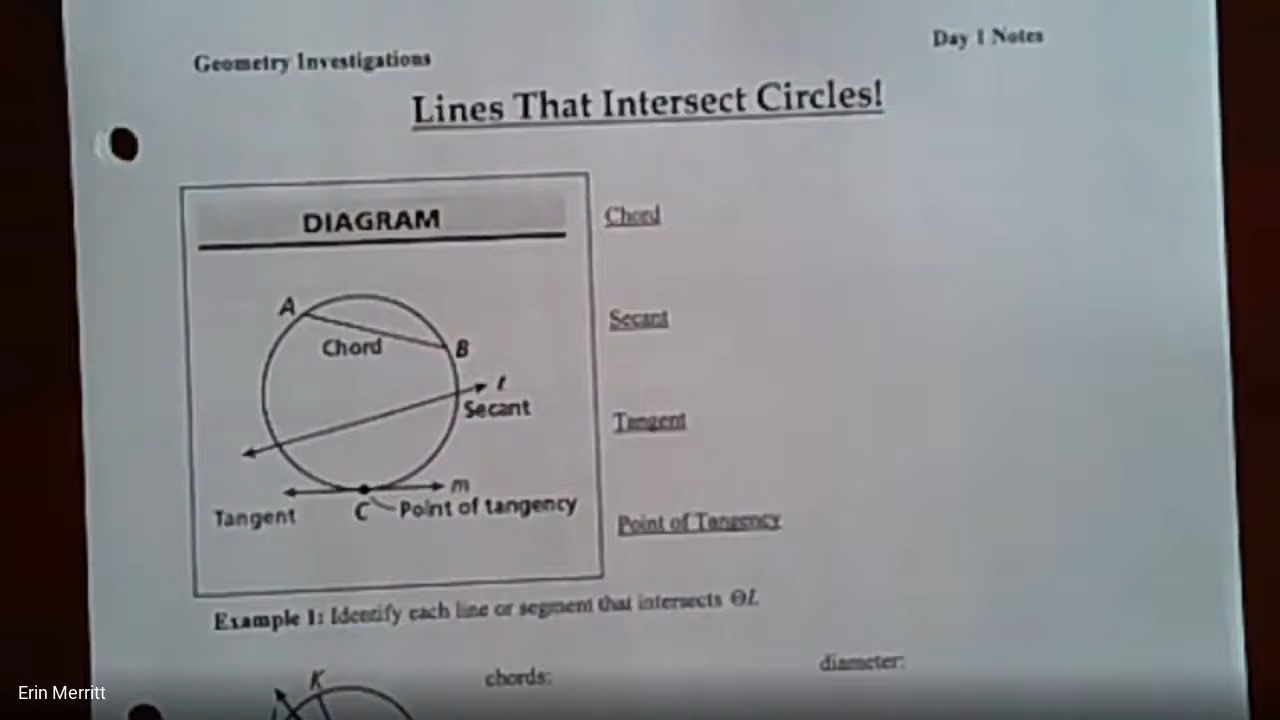 Geometry Investigations
Day 1 Notes
Lines That Intersect Circles!
DIAGRAM
A
Chord
B
ℓ
Secant
m
Tangent
C
Point of tangency
Chord
Secant
Tangent
Point of Tangency
Example 1: Identify each line or segment that intersects ΘL
K
chords:
diameter:
Erin Merritt